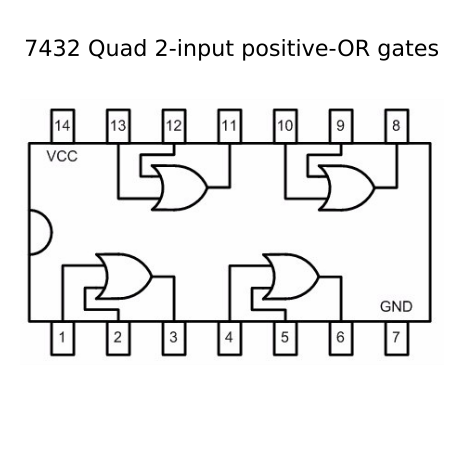 7432 Quad 2-input positive-OR gates
14 13 12 11 10 9 8
VCC
GND
1 2 3 4 5 6 7